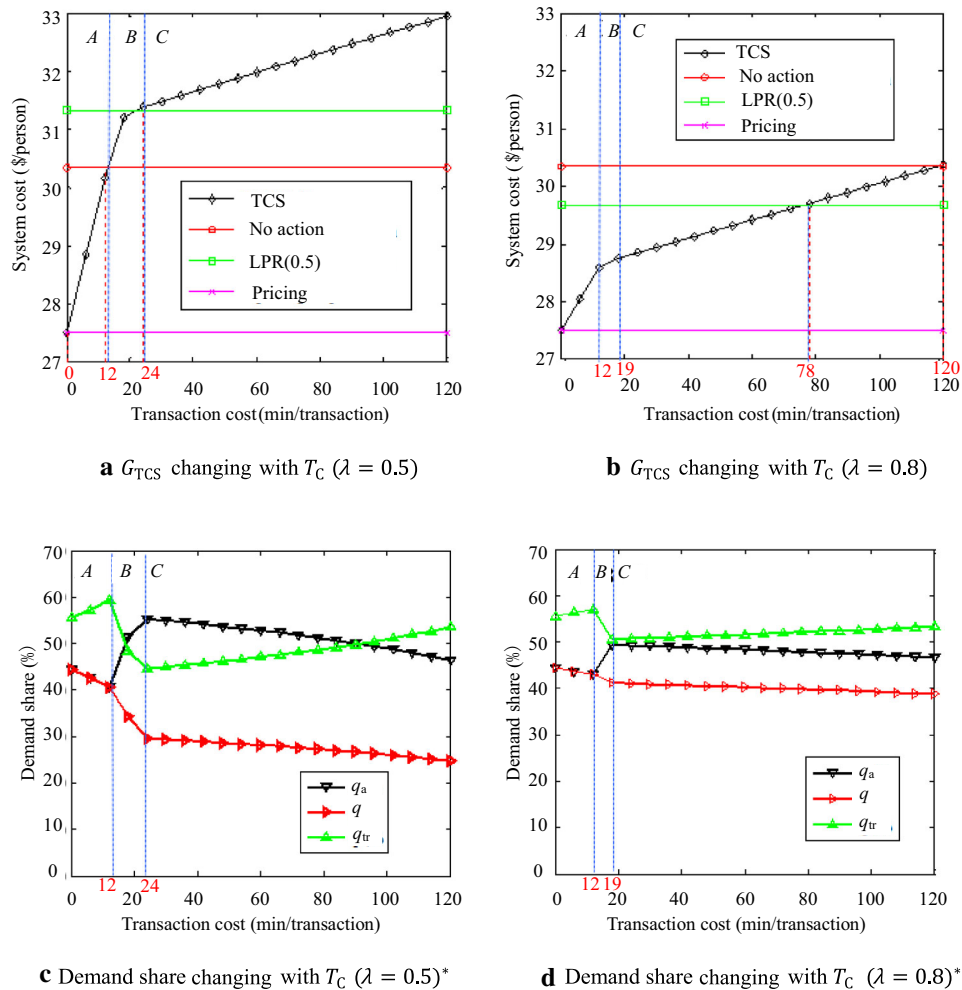 33
32
31
30
29
28
27
System cost ($/person)
A B C
TCS
No action
LPR(0.5)
Pricing
0 12 24
20 40 60 80 100 120
Transaction cost (min/transaction)
a G_TCS changing with T_C (λ = 0.5)
33
32
31
30
29
28
27
System cost ($/person)
A B C
TCS
No action
LPR(0.5)
Pricing
12 19 78 120
0 20 40 60 80 100 120
Transaction cost (min/transaction)
b G_TCS changing with T_C (λ = 0.8)
70
60
50
40
30
20
10
0
Demand share (%)
A B C
q_a
q
q_tr
12 24
0 20 40 60 80 100 120
Transaction cost (min/transaction)
c Demand share changing with T_C (λ = 0.5)*
70
60
50
40
30
20
10
0
Demand share (%)
A B C
q_a
q
q_tr
12 19
0 20 40 60 80 100 120
Transaction cost (min/transaction)
d Demand share changing with T_C (λ = 0.8)*